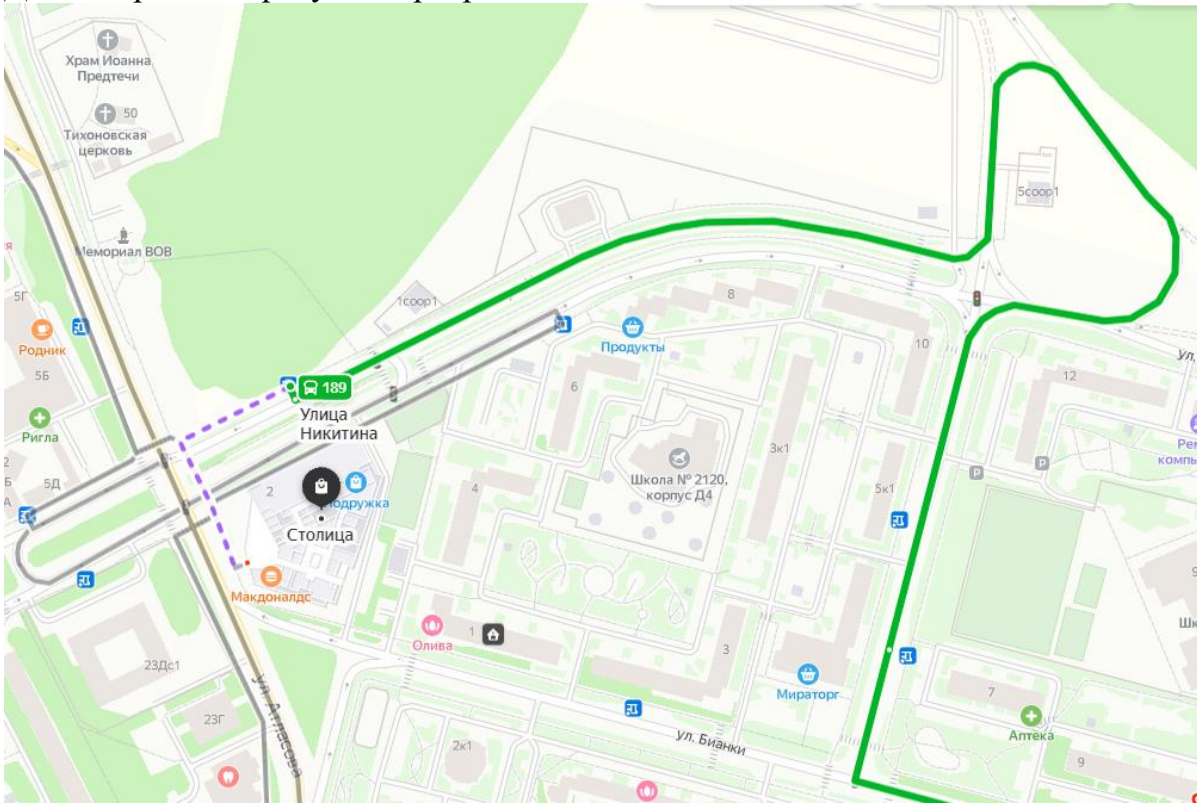 Храм Иоанна
Предтечи
50
Тихоновская
церковь
5соор1
Мемориал ВОВ
5Г
1соор1
8
Родник
Продукты
10
5Б
189
6
12
Улица
Никитина
Ригла
3к1
2
Школа № 2120,
корпус Д4
5Д
4
Столица
5к1
Макдоналдс
Олива
1
3
23Дс1
Мираторг
7
ул. Атласова
23Г
Аптека
ул. Бианки
2к1
9